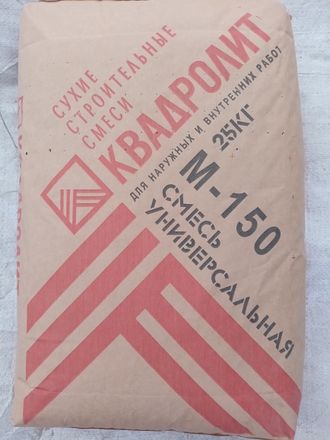 СУХИЕ
СТРОИТЕЛЬНЫЕ
СМЕСИ
КВАДРОЛИТ
ДЛЯ НАРУЖНЫХ И ВНУТРЕННИХ РАБОТ
25КГ
М-150
СМЕСЬ
УНИВЕРСАЛЬНАЯ